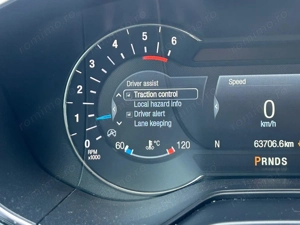 Driver assist
Traction control
Local hazard info
Driver alert
Lane keeping
0
1
2
3
4
5
6
RPM
x1000
60
°C
120
Speed
0
km/h
N
63706.6km
PRNDS